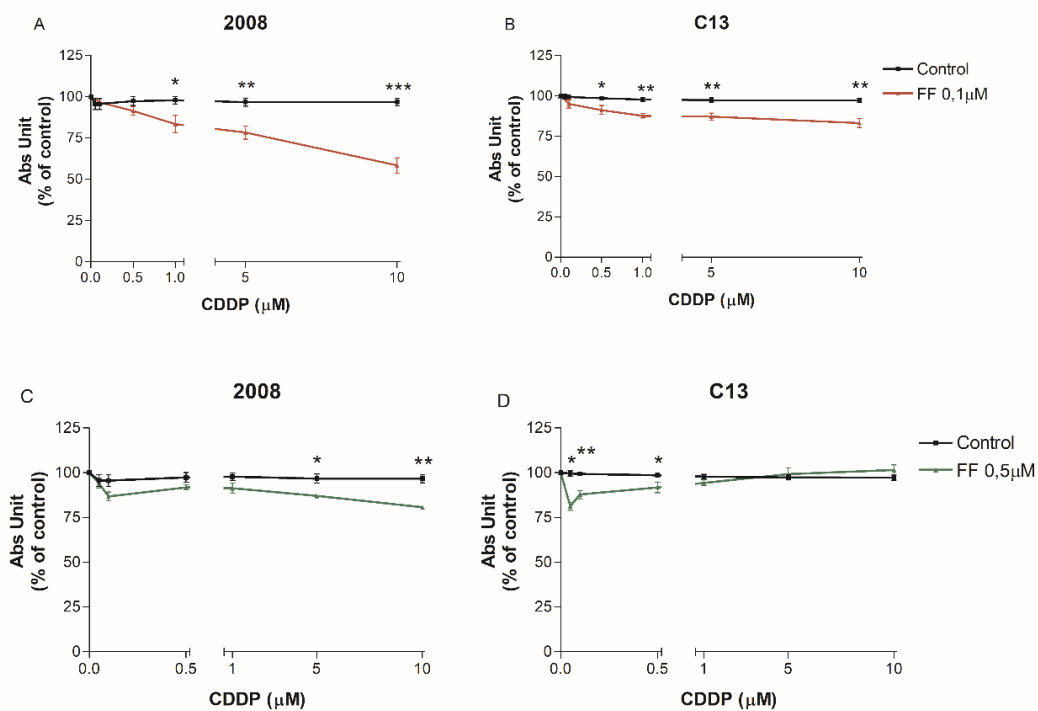 A
2008
125
100
75
50
25
0
Abs Unit
(% of control)
*
**
***
0.0 0.5 1.0 5 10
CDDP (µM)
B
C13
125
100
75
50
25
0
Abs Unit
(% of control)
* ** ** **
0.0 0.5 1.0 5 10
CDDP (µM)
Control
FF 0,1µM
C
2008
125
100
75
50
25
0
Abs Unit
(% of control)
* **
0.0 0.5 1 5 10
CDDP (µM)
D
C13
125
100
75
50
25
0
Abs Unit
(% of control)
* ** *
0.0 0.5 1 5 10
CDDP (µM)
Control
FF 0,5µM